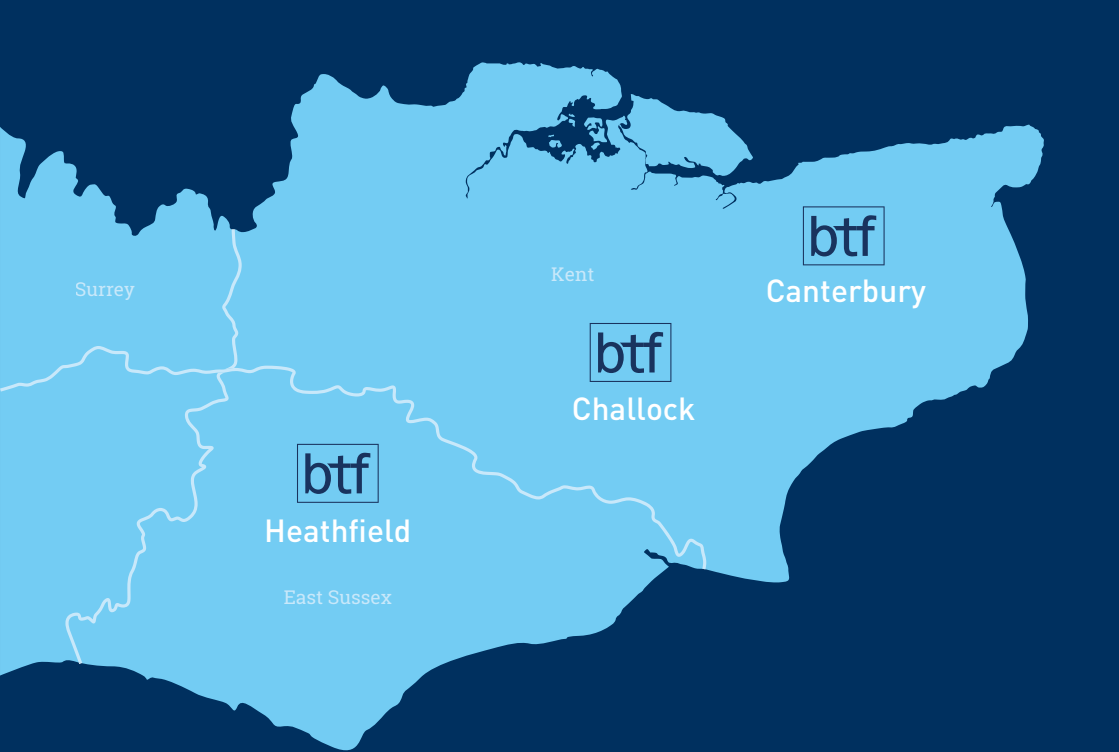 btf
Canterbury
Kent
Surrey
btf
Challock
btf
Heathfield
East Sussex